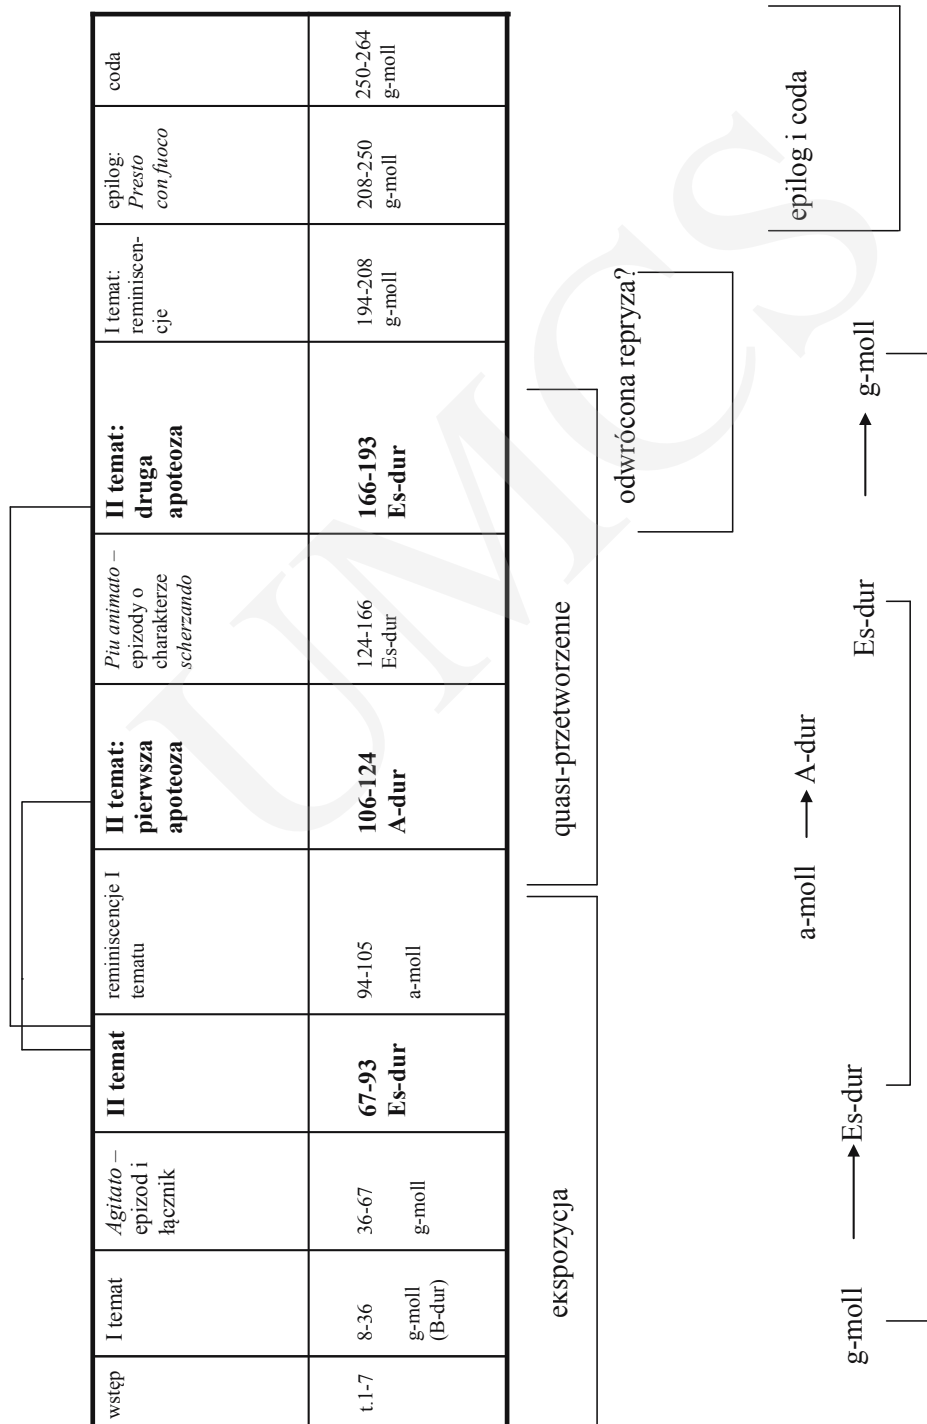 wstęp
I temat
Agitato –
epizod i
łącznik
II temat
reminiscencje I
tematu
II temat:
pierwsza
apoteoza
Piu animato –
epizody o
charakterze
scherzando
II temat:
druga
apoteoza
I temat:
reminiscen-
cje
epilog:
Presto
con fuoco
coda
t.1-7
8-36
g-moll
(B-dur)
36-67
g-moll
67-93
Es-dur
94-105
a-moll
106-124
A-dur
124-166
Es-dur
166-193
Es-dur
194-208
g-moll
208-250
g-moll
250-264
g-moll
ekspozycja
quasi-przetworzenie
odwrócona repryza?
epilog i coda
g-moll
Es-dur
a-moll
A-dur
Es-dur
g-moll
UMCS